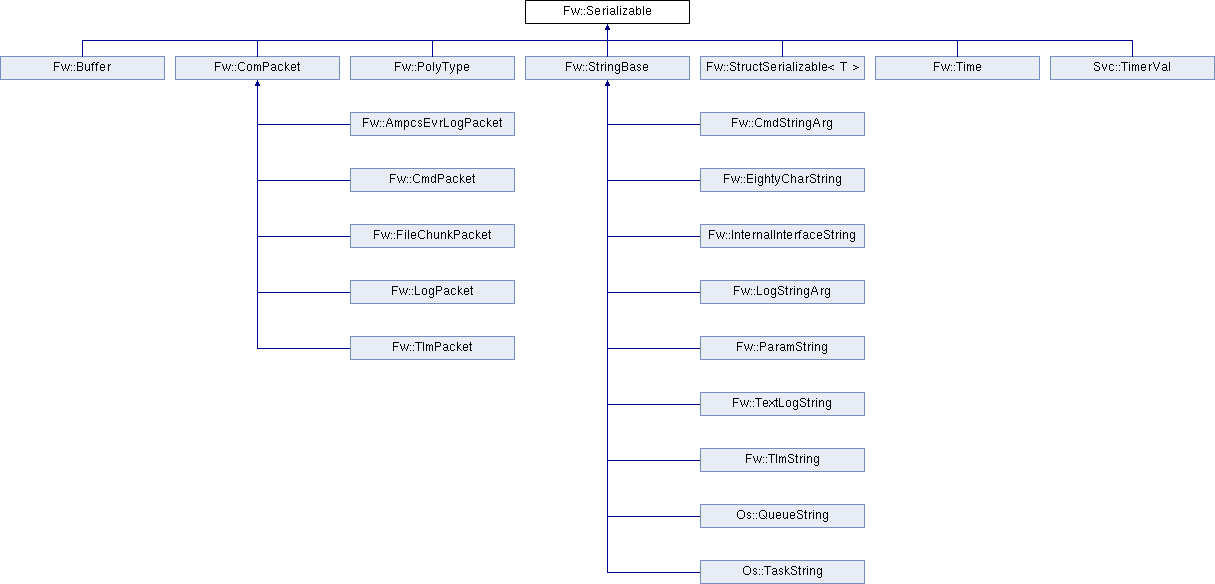 Fw::Serializable
Fw::Buffer Fw::ComPacket Fw::PolyType Fw::StringBase Fw::StructSerializable< T > Fw::Time Svc::TimerVal
Fw::AmpcsEvrLogPacket Fw::CmdStringArg
Fw::CmdPacket Fw::EightyCharString
Fw::FileChunkPacket Fw::InternalInterfaceString
Fw::LogPacket Fw::LogStringArg
Fw::TlmPacket Fw::ParamString
Fw::TextLogString
Fw::TlmString
Os::QueueString
Os::TaskString